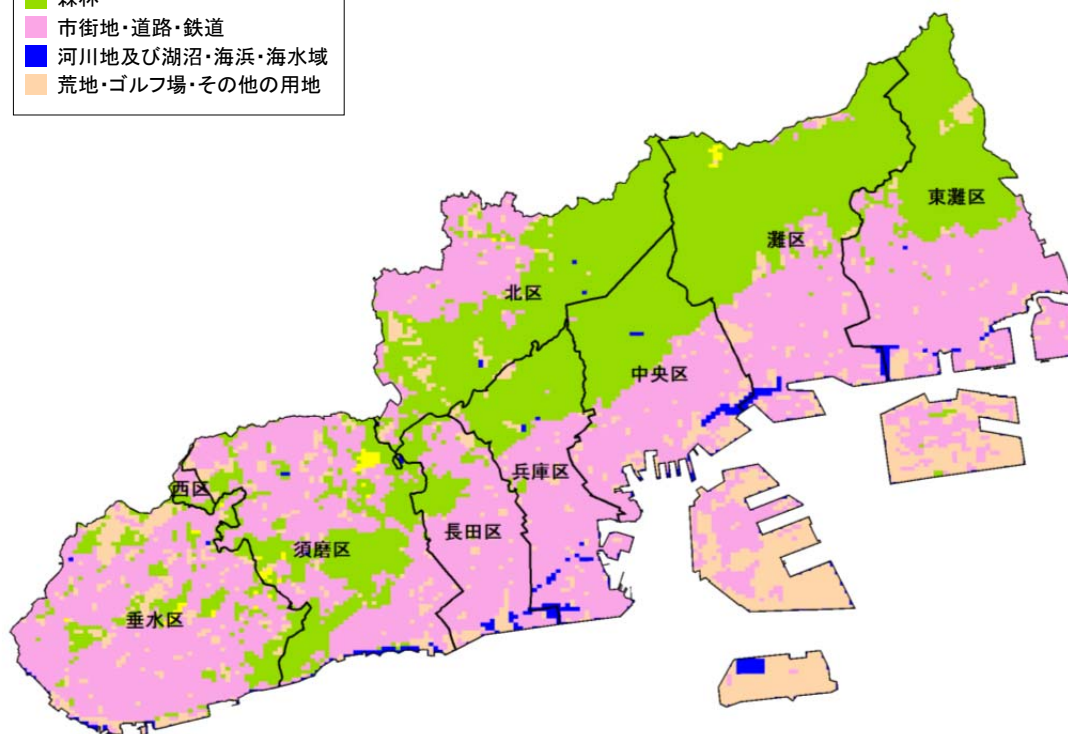 森林
市街地・道路・鉄道
河川地及び湖沼・海浜・海水域
荒地・ゴルフ場・その他の用地
東灘区
灘区
北区
中央区
兵庫区
西区
長田区
須磨区
垂水区